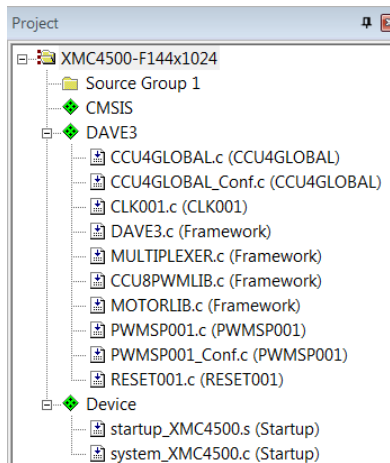 Project
XMC4500-F144x1024
Source Group 1
CMSIS
DAVE3
CCU4GLOBAL.c (CCU4GLOBAL)
CCU4GLOBAL_Conf.c (CCU4GLOBAL)
CLK001.c (CLK001)
DAVE3.c (Framework)
MULTIPLEXER.c (Framework)
CCU8PWMLIB.c (Framework)
MOTORLIB.c (Framework)
PWMSP001.c (PWMSP001)
PWMSP001_Conf.c (PWMSP001)
RESET001.c (RESET001)
Device
startup_XMC4500.s (Startup)
system_XMC4500.c (Startup)